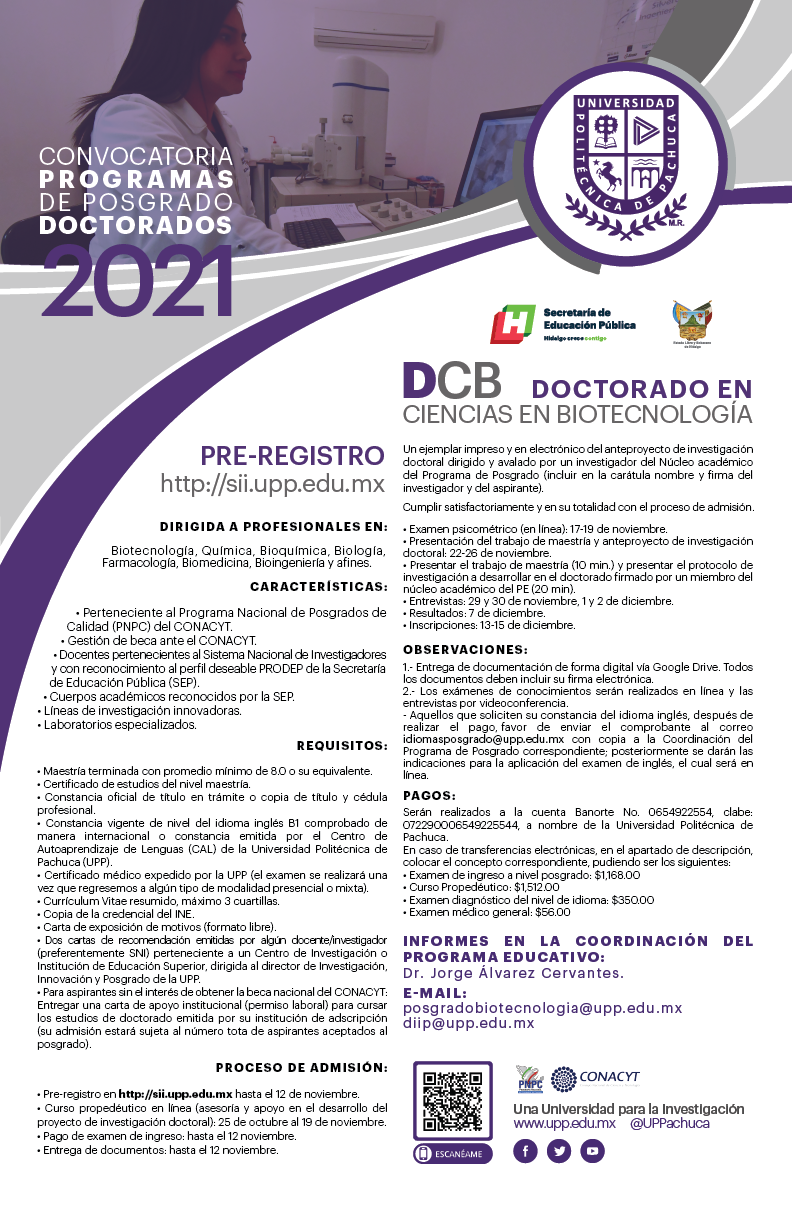 CONVOCATORIA
PROGRAMAS
DE POSGRADO
DOCTORADOS
2021
UNIVERSIDAD
POLITÉCNICA DE PACHUCA
M.R.
H
Secretaría de
Educación Pública
Hidalgo crece contigo
Estado Libre y Soberano
de Hidalgo
DCB DOCTORADO EN
CIENCIAS EN BIOTECNOLOGÍA
PRE-REGISTRO
http://sii.upp.edu.mx
DIRIGIDA A PROFESIONALES EN:
Biotecnología, Química, Bioquímica, Biología,
Farmacología, Biomedicina, Bioingeniería y afines.
CARACTERÍSTICAS:
• Perteneciente al Programa Nacional de Posgrados de
Calidad (PNPC) del CONACYT.
• Gestión de beca ante el CONACYT.
• Docentes pertenecientes al Sistema Nacional de Investigadores
y con reconocimiento al perfil deseable PRODEP de la Secretaría
de Educación Pública (SEP).
• Cuerpos académicos reconocidos por la SEP.
• Líneas de investigación innovadoras.
• Laboratorios especializados.
REQUISITOS:
• Maestría terminada con promedio mínimo de 8.0 o su equivalente.
• Certificado de estudios del nivel maestría.
• Constancia oficial de título en trámite o copia de título y cédula
profesional.
• Constancia vigente de nivel del idioma inglés B1 comprobado de
manera internacional o constancia emitida por el Centro de
Autoaprendizaje de Lenguas (CAL) de la Universidad Politécnica de
Pachuca (UPP).
• Certificado médico expedido por la UPP (el examen se realizará una
vez que regresemos a algún tipo de modalidad presencial o mixta).
• Currículum Vitae resumido, máximo 3 cuartillas.
• Copia de la credencial del INE.
• Carta de exposición de motivos (formato libre).
• Dos cartas de recomendación emitidas por algún docente/investigador
(preferentemente SNI) perteneciente a un Centro de Investigación o
Institución de Educación Superior, dirigida al director de Investigación,
Innovación y Posgrado de la UPP.
• Para aspirantes sin el interés de obtener la beca nacional del CONACYT:
Entregar una carta de apoyo institucional (permiso laboral) para cursar
los estudios de doctorado emitida por su institución de adscripción
(su admisión estará sujeta al número tota de aspirantes aceptados al
posgrado).
PROCESO DE ADMISIÓN:
• Pre-registro en http://sii.upp.edu.mx hasta el 12 de noviembre.
• Curso propedéutico en línea (asesoría y apoyo en el desarrollo del
proyecto de investigación doctoral): 25 de octubre al 19 de noviembre.
• Pago de examen de ingreso: hasta el 12 noviembre.
• Entrega de documentos: hasta el 12 noviembre.
Un ejemplar impreso y en electrónico del anteproyecto de investigación
doctoral dirigido y avalado por un investigador del Núcleo académico
del Programa de Posgrado (incluir en la carátula nombre y firma del
investigador y del aspirante).
Cumplir satisfactoriamente y en su totalidad con el proceso de admisión.
• Examen psicométrico (en línea): 17-19 de noviembre.
• Presentación del trabajo de maestría y anteproyecto de investigación
doctoral: 22-26 de noviembre.
• Presentar el trabajo de maestría (10 min.) y presentar el protocolo de
investigación a desarrollar en el doctorado firmado por un miembro del
núcleo académico del PE (20 min).
• Entrevistas: 29 y 30 de noviembre, 1 y 2 de diciembre.
• Resultados: 7 de diciembre.
• Inscripciones: 13-15 de diciembre.
OBSERVACIONES:
1.- Entrega de documentación de forma digital vía Google Drive. Todos
los documentos deben incluir su firma electrónica.
2.- Los exámenes de conocimientos serán realizados en línea y las
entrevistas por videoconferencia.
- Aquellos que soliciten su constancia del idioma inglés, después de
realizar el pago, favor de enviar el comprobante al correo
idiomasposgrado@upp.edu.mx con copia a la Coordinación del
Programa de Posgrado correspondiente; posteriormente se darán las
indicaciones para la aplicación del examen de inglés, el cual será en
línea.
PAGOS:
Serán realizados a la cuenta Banorte No. 0654922554, clabe:
072290006549225544, a nombre de la Universidad Politécnica de
Pachuca.
En caso de transferencias electrónicas, en el apartado de descripción,
colocar el concepto correspondiente, pudiendo ser los siguientes:
• Examen de ingreso a nivel posgrado: $1,168.00
• Curso Propedéutico: $1,512.00
• Examen diagnóstico del nivel de idioma: $350.00
• Examen médico general: $56.00
INFORMES EN LA COORDINACIÓN DEL
PROGRAMA EDUCATIVO:
Dr. Jorge Álvarez Cervantes.
E-MAIL:
posgradobiotecnologia@upp.edu.mx
diip@upp.edu.mx
ESCANÉAME
PNPC
CONACYT
Una Universidad para la Investigación
www.upp.edu.mx @UPPachuca